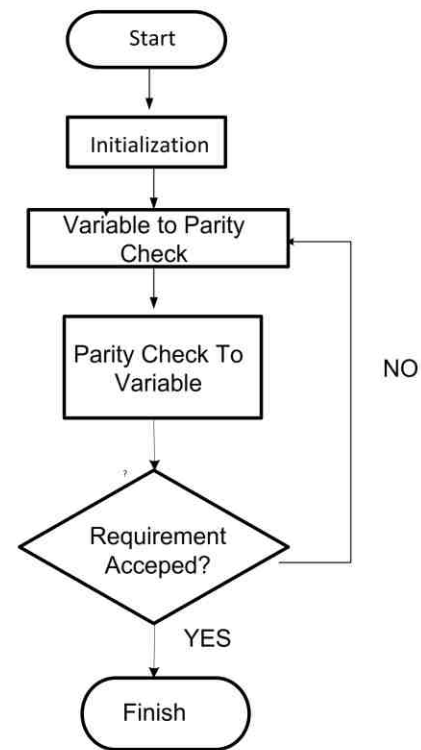 Start
Initialization
Variable to Parity
Check
Parity Check To
Variable
NO
?
Requirement
Acceped?
YES
Finish